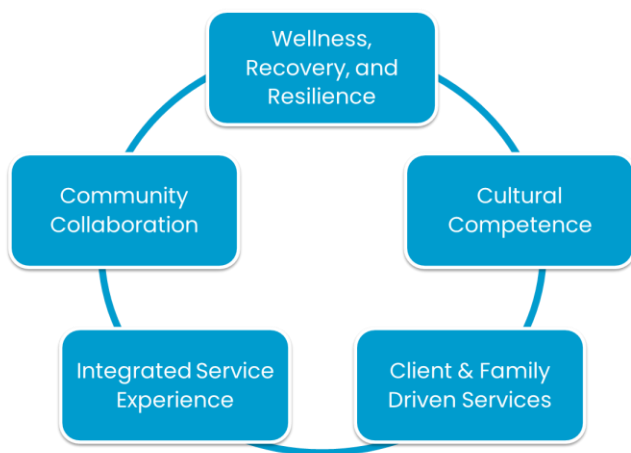 Wellness,
Recovery, and
Resilience
Community
Collaboration
Cultural
Competence
Integrated Service
Experience
Client & Family
Driven Services